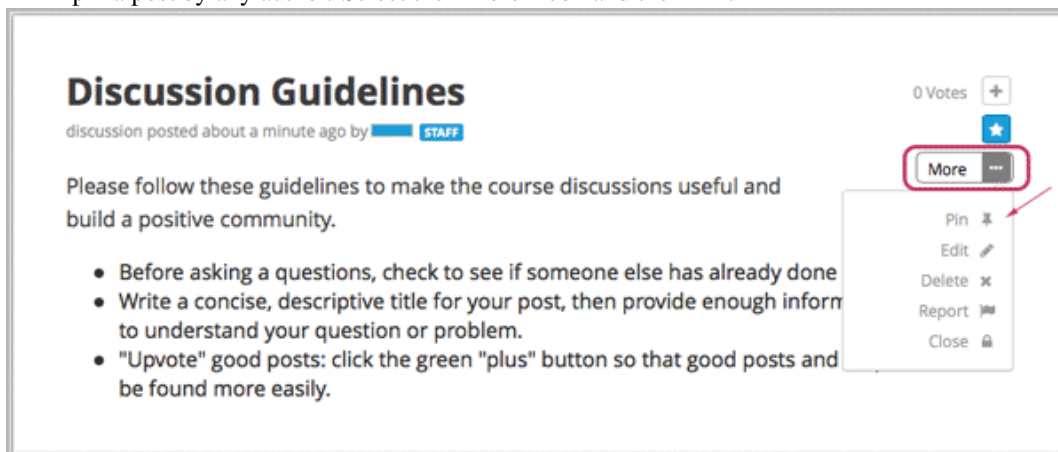 Discussion Guidelines
0 Votes
discussion posted about a minute ago by STAFF
More
Please follow these guidelines to make the course discussions useful and
build a positive community.
Pin
Edit
Delete
Report
Close
● Before asking a questions, check to see if someone else has already done
● Write a concise, descriptive title for your post, then provide enough
to understand your question or problem.
● "Upvote" good posts: click the green "plus" button so that good posts and
be found more easily.